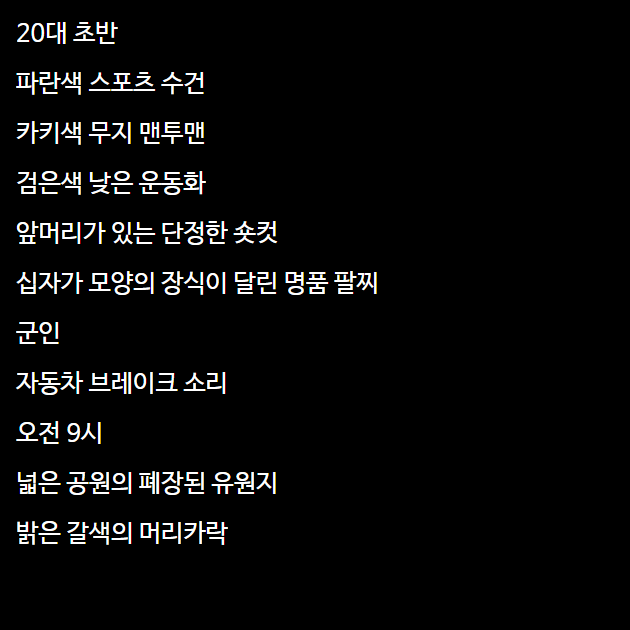 20대 초반
파란색 스포츠 수건
카키색 무지 맨투맨
검은색 낮은 운동화
앞머리가 있는 단정한 숏컷
십자가 모양의 장식이 달린 명품 팔찌
군인
자동차 브레이크 소리
오전 9시
넓은 공원의 폐장된 유원지
밝은 갈색의 머리카락